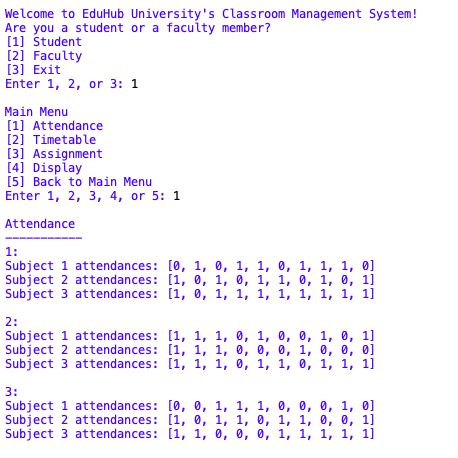 Welcome to EduHub University's Classroom Management System!
Are you a student or a faculty member?
[1] Student
[2] Faculty
[3] Exit
Enter 1, 2, or 3: 1

Main Menu
[1] Attendance
[2] Timetable
[3] Assignment
[4] Display
[5] Back to Main Menu
Enter 1, 2, 3, 4, or 5: 1

Attendance
-----------
1:
Subject 1 attendances: [0, 1, 0, 1, 1, 0, 1, 1, 1, 0]
Subject 2 attendances: [1, 0, 1, 0, 1, 1, 0, 1, 0, 1]
Subject 3 attendances: [1, 0, 1, 1, 1, 1, 1, 1, 1, 1]

2:
Subject 1 attendances: [1, 1, 1, 0, 1, 0, 0, 1, 0, 1]
Subject 2 attendances: [1, 1, 1, 0, 0, 0, 1, 0, 0, 0]
Subject 3 attendances: [1, 1, 1, 0, 1, 1, 0, 1, 1, 1]

3:
Subject 1 attendances: [0, 0, 1, 1, 1, 0, 0, 0, 1, 0]
Subject 2 attendances: [1, 0, 1, 1, 0, 1, 1, 0, 0, 1]
Subject 3 attendances: [1, 1, 0, 0, 0, 1, 1, 1, 1, 1]